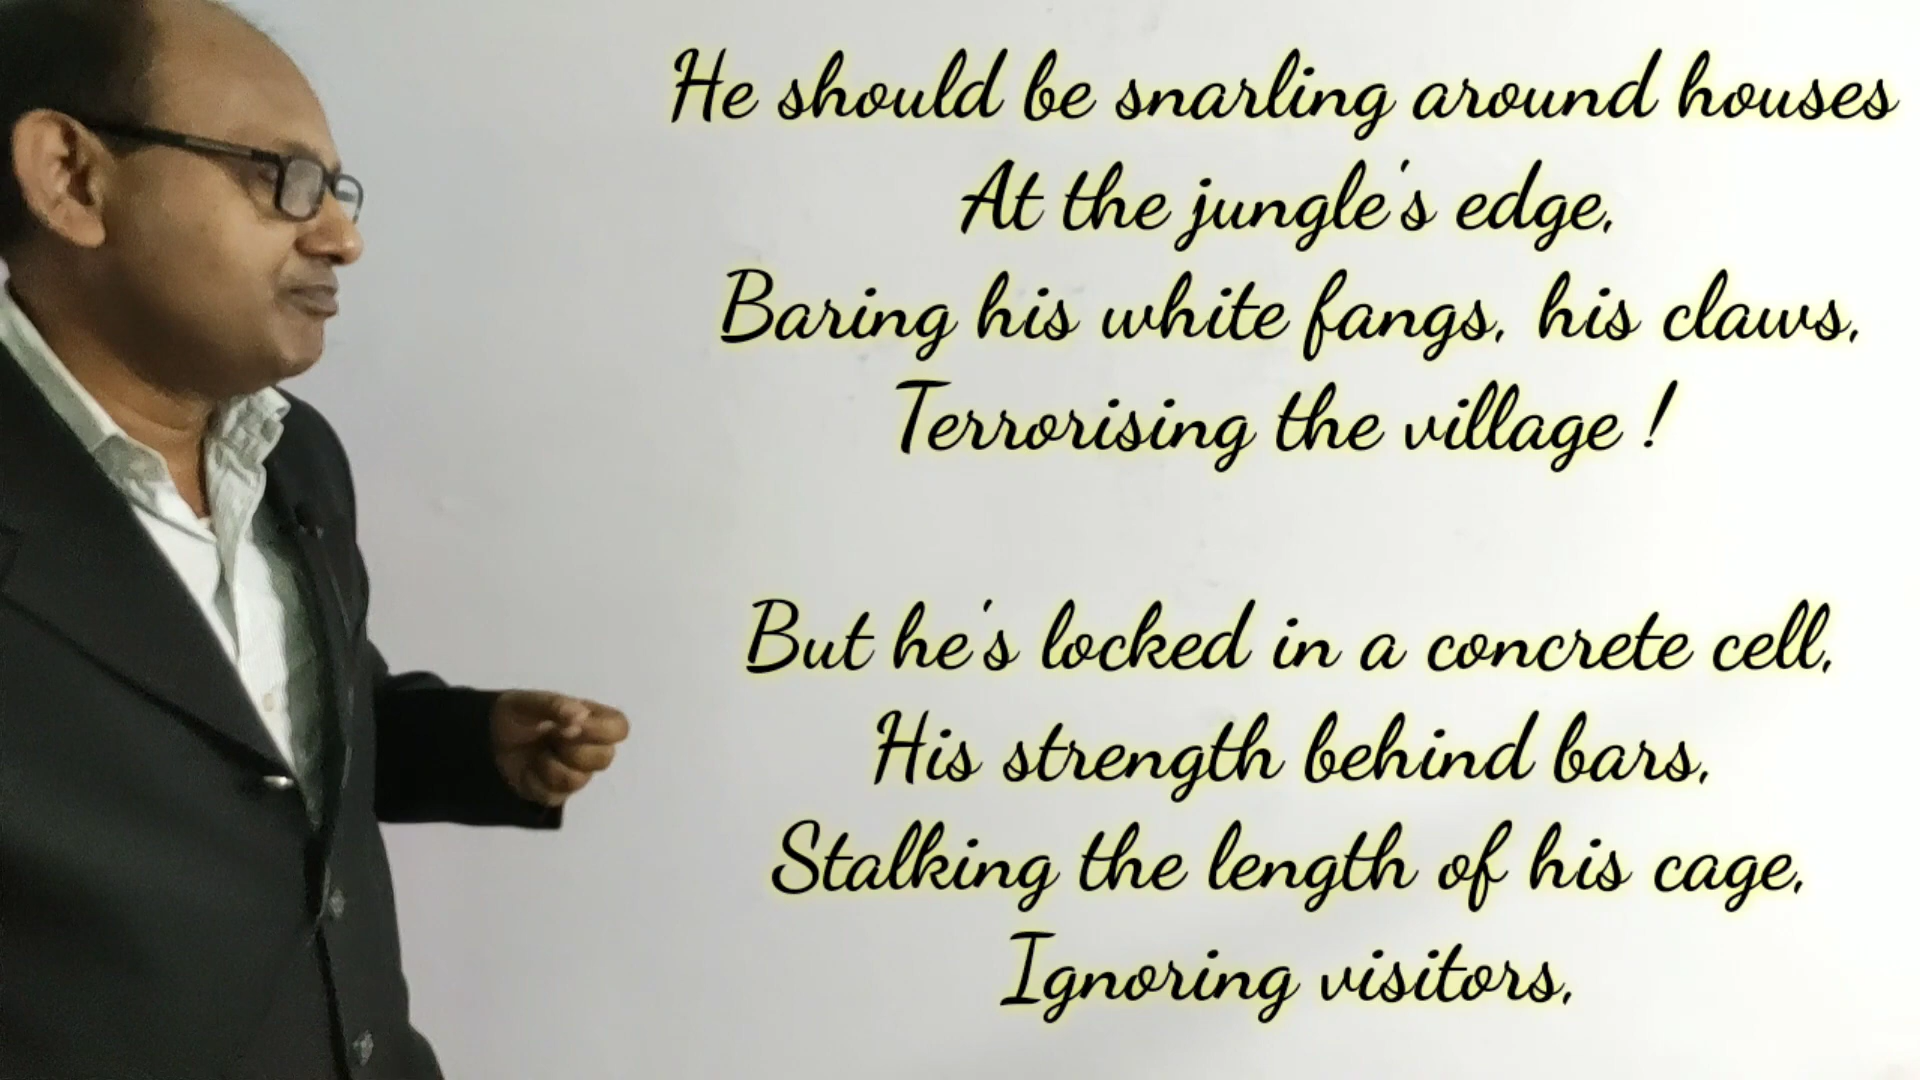 He should be snarling around houses
At the jungle's edge,
Baring his white fangs, his claws,
Terrorising the village !
But he's locked in a concrete cell,
His strength behind bars,
Stalking the length of his cage,
Ignoring visitors,